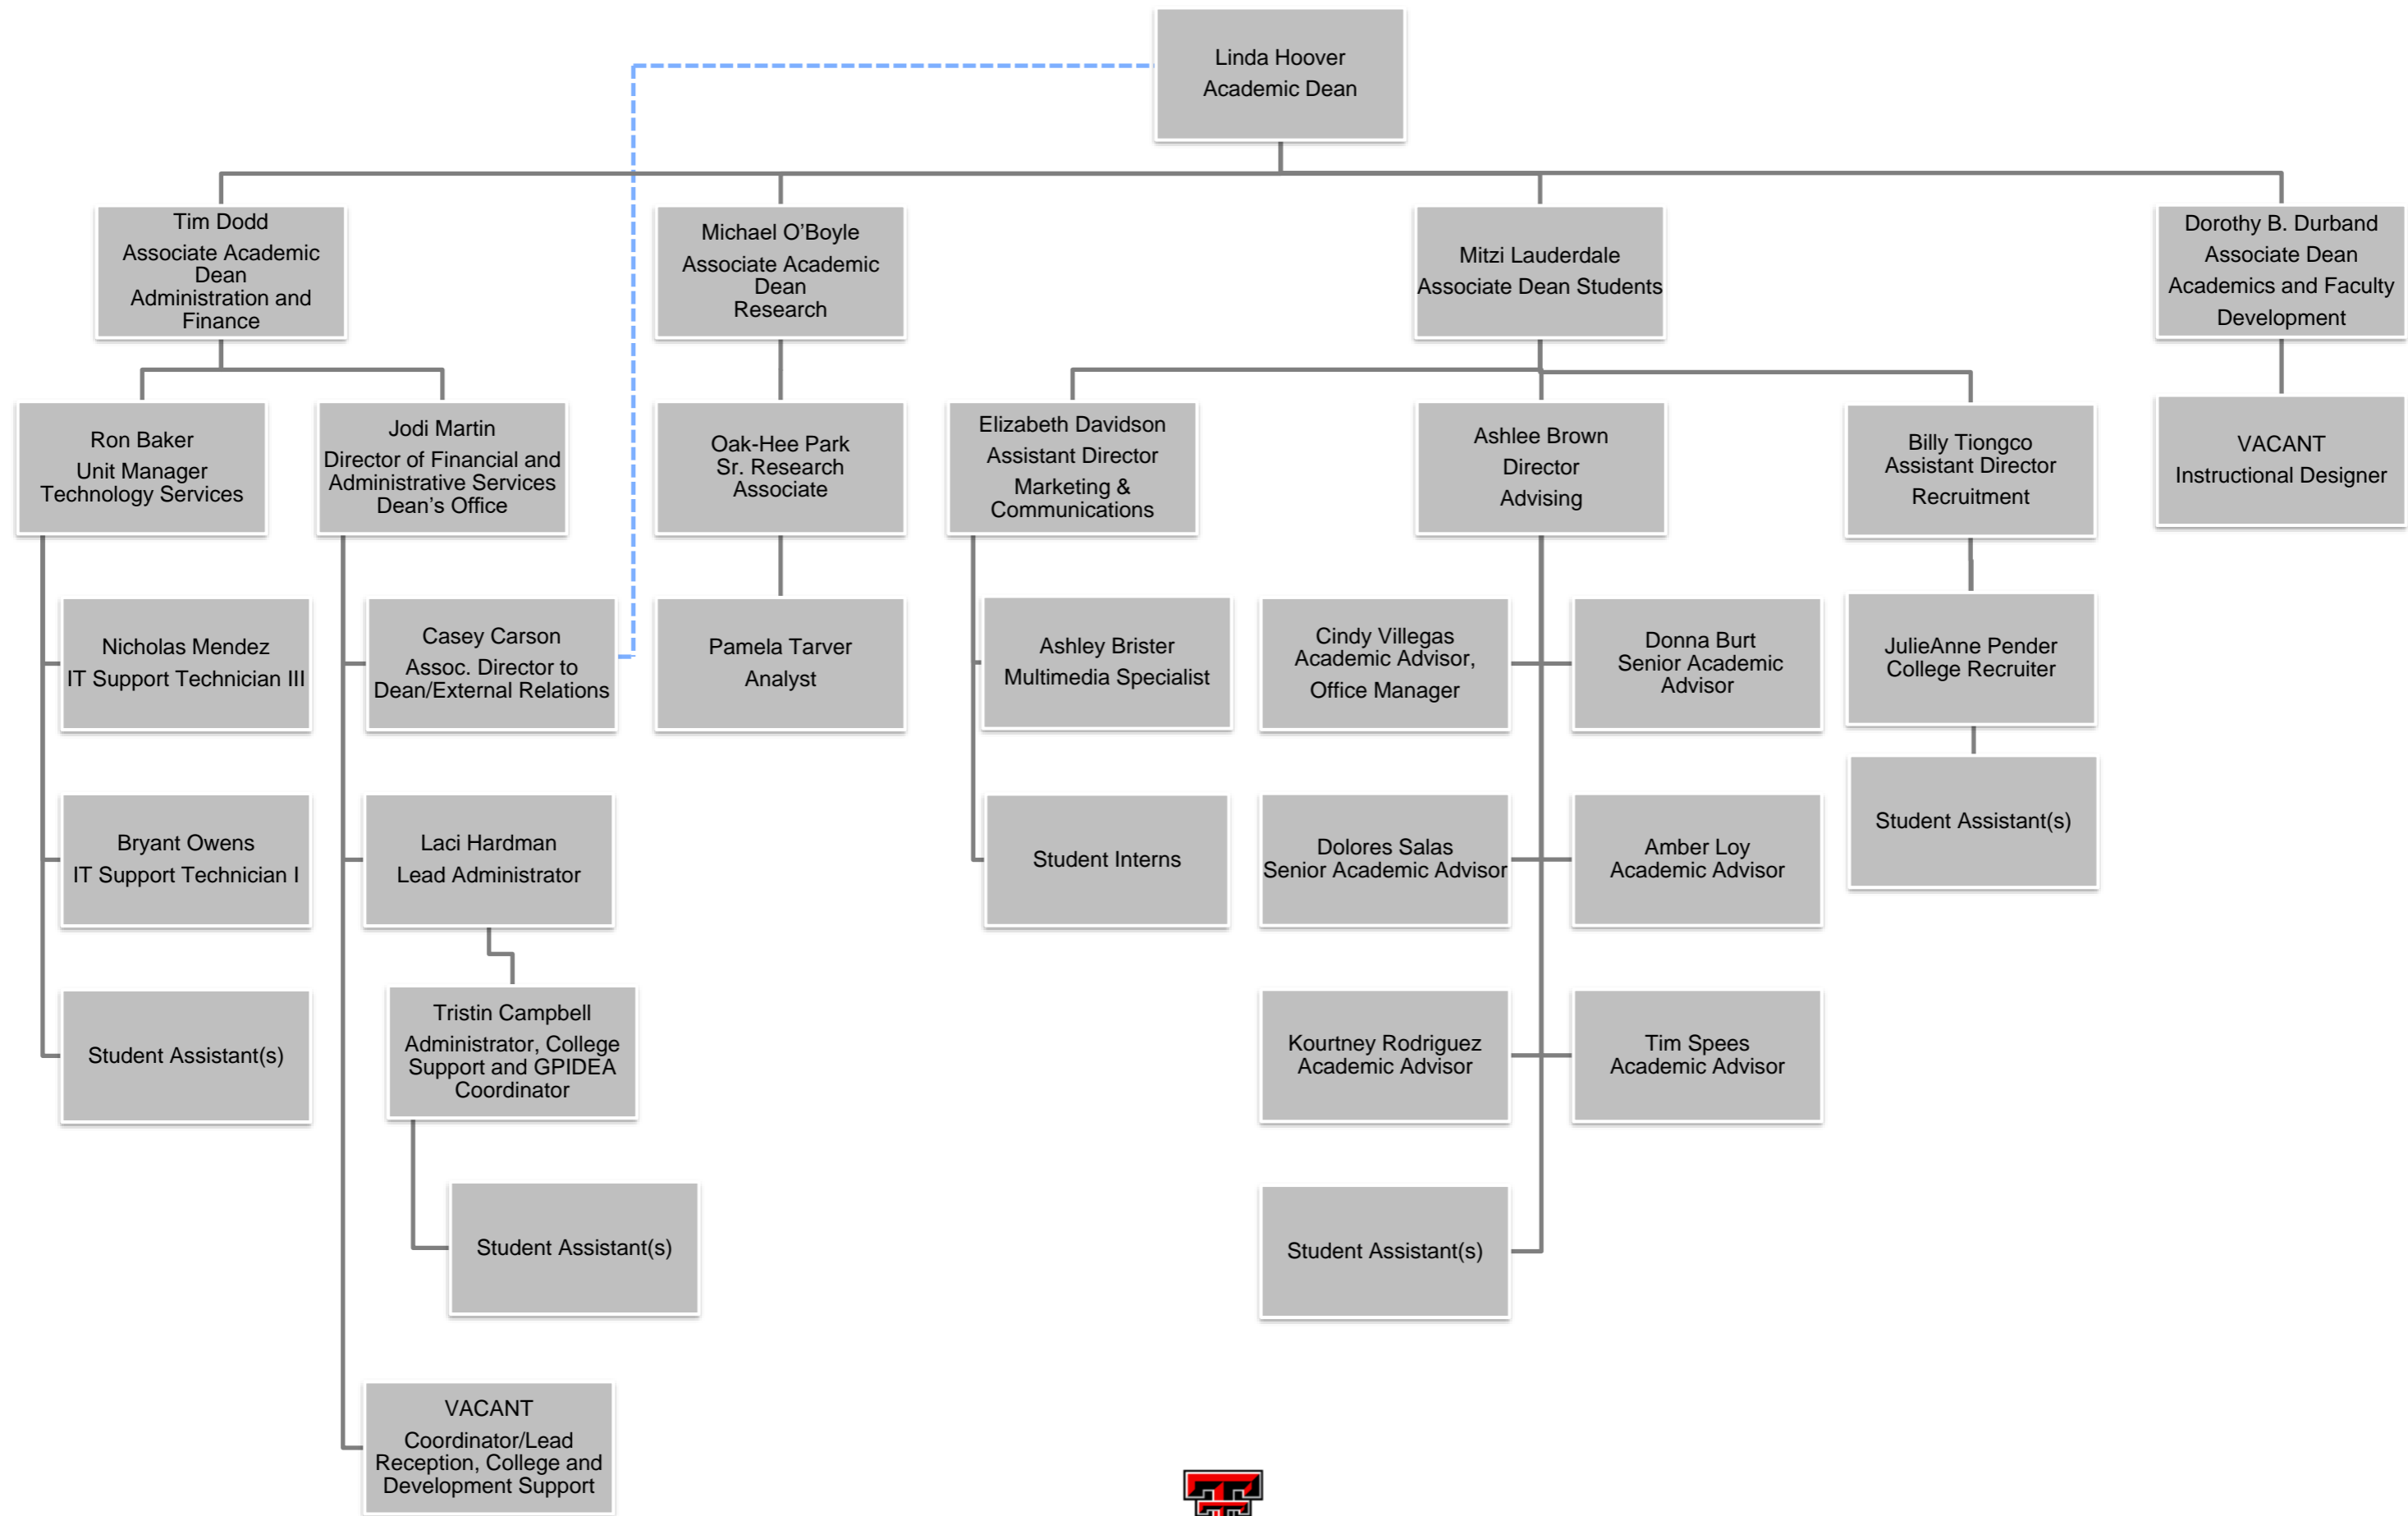 Linda Hoover
Academic Dean
Tim Dodd
Associate Academic
Dean
Administration and
Finance
Michael O’Boyle
Associate Academic
Dean
Research
Mitzi Lauderdale
Associate Dean Students
Dorothy B. Durband
Associate Dean
Academics and Faculty
Development
Ron Baker
Unit Manager
Technology Services
Jodi Martin
Director of Financial and
Administrative Services
Dean’s Office
Oak-Hee Park
Sr. Research
Associate
Elizabeth Davidson
Assistant Director
Marketing &
Communications
Ashlee Brown
Director
Advising
Billy Tiongco
Assistant Director
Recruitment
VACANT
Instructional Designer
Nicholas Mendez
IT Support Technician III
Casey Carson
Assoc. Director to
Dean/External Relations
Pamela Tarver
Analyst
Ashley Brister
Multimedia Specialist
Cindy Villegas
Academic Advisor,
Office Manager
Donna Burt
Senior Academic
Advisor
JulieAnne Pender
College Recruiter
Bryant Owens
IT Support Technician I
Laci Hardman
Lead Administrator
Student Interns
Dolores Salas
Senior Academic Advisor
Amber Loy
Academic Advisor
Student Assistant(s)
Student Assistant(s)
Tristin Campbell
Administrator, College
Support and GPIDEA
Coordinator
Kourtney Rodriguez
Academic Advisor
Tim Spees
Academic Advisor
Student Assistant(s)
Student Assistant(s)
VACANT
Coordinator/Lead
Reception, College and
Development Support